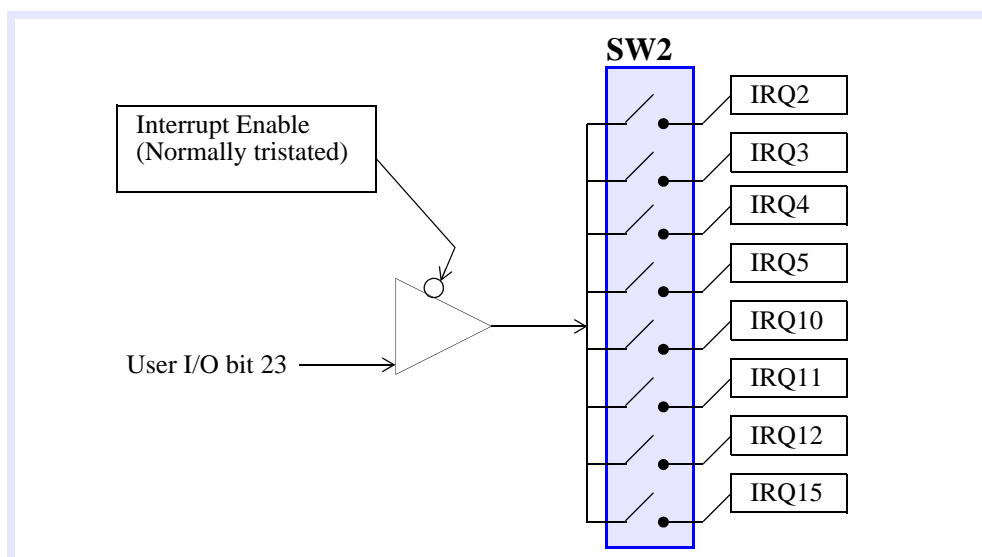 SW2
Interrupt Enable
(Normally tristated)
User I/O bit 23
IRQ2
IRQ3
IRQ4
IRQ5
IRQ10
IRQ11
IRQ12
IRQ15